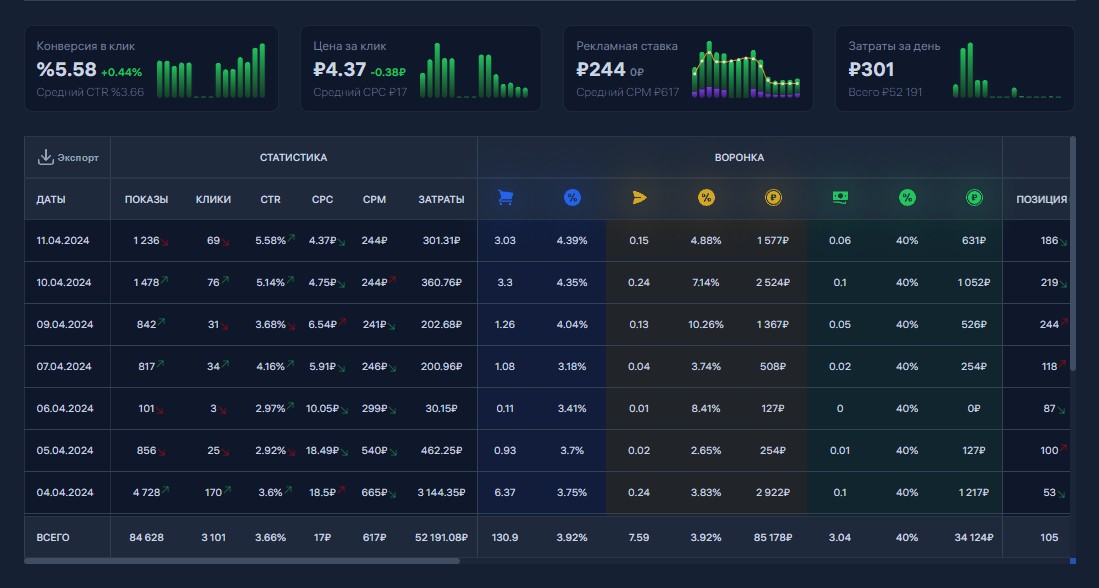 Конверсия в клик
%5.58 +0.44%
Средний CTR %3.66
Цена за клик
₽4.37 -0.38₽
Средний CPC ₽17
Рекламная ставка
₽244 0₽
Средний CPM ₽617
Затраты за день
₽301
Всего ₽52 191
Экспорт СТАТИСТИКА ВОРОНКА
ДАТЫ ПОКАЗЫ КЛИКИ CTR CPC CPM ЗАТРАТЫ % % ₽ % ₽ ПОЗИЦИЯ
11.04.2024 1 236 69 5.58% 4.37₽ 244₽ 301.31₽ 3.03 4.39% 0.15 4.88% 1 577₽ 0.06 40% 631₽ 186
10.04.2024 1 478 76 5.14% 4.75₽ 244₽ 360.76₽ 3.3 4.35% 0.24 7.14% 2 524₽ 0.1 40% 1 052₽ 219
09.04.2024 842 31 3.68% 6.54₽ 241₽ 202.68₽ 1.26 4.04% 0.13 10.26% 1 367₽ 0.05 40% 526₽ 244
07.04.2024 817 34 4.16% 5.91₽ 246₽ 200.96₽ 1.08 3.18% 0.04 3.74% 508₽ 0.02 40% 254₽ 118
06.04.2024 101 3 2.97% 10.05₽ 299₽ 30.15₽ 0.11 3.41% 0.01 8.41% 127₽ 0 40% 0₽ 87
05.04.2024 856 25 2.92% 18.49₽ 540₽ 462.25₽ 0.93 3.7% 0.02 2.65% 254₽ 0.01 40% 127₽ 100
04.04.2024 4 728 170 3.6% 18.5₽ 665₽ 3 144.35₽ 6.37 3.75% 0.24 3.83% 2 922₽ 0.1 40% 1 217₽ 53
ВСЕГО 84 628 3 101 3.66% 17₽ 617₽ 52 191.08₽ 130.9 3.92% 7.59 3.92% 85 178₽ 3.04 40% 34 124₽ 105